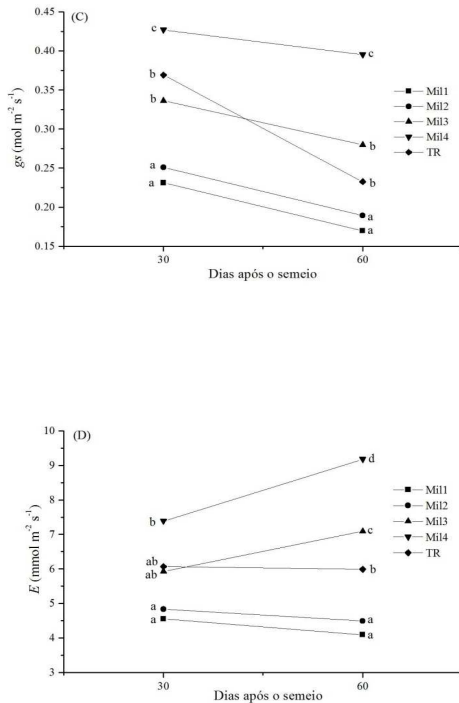 (C)
0.45
0.40
0.35
0.30
0.25
0.20
0.15
gs (mol m⁻² s⁻¹)
c
c
b
b
b
b
a
a
a
a
Mil1
Mil2
Mil3
Mil4
TR
30
60
Dias após o semeio
(D)
10
9
8
7
6
5
4
3
E (mmol m⁻² s⁻¹)
d
b
c
ab
ab
b
a
a
a
a
Mil1
Mil2
Mil3
Mil4
TR
30
60
Dias após o semeio